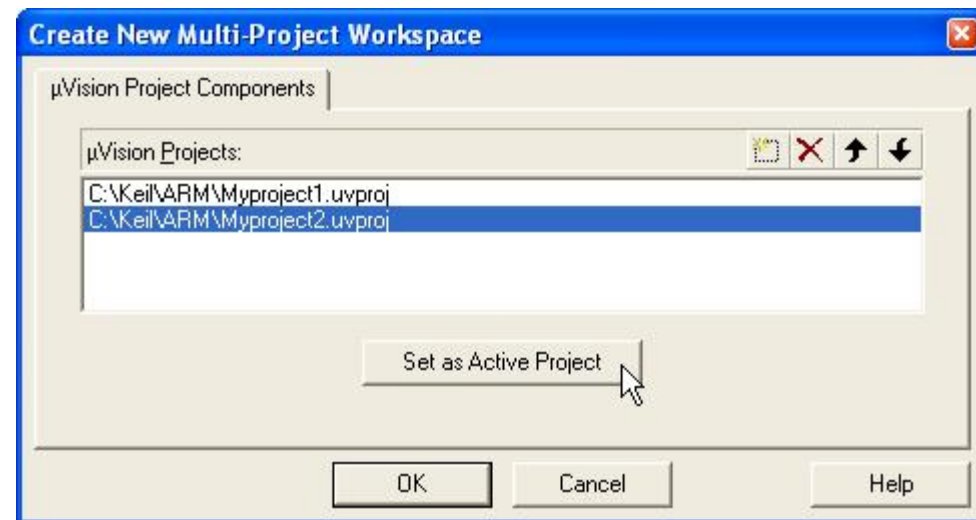 Create New Multi-Project Workspace
µVision Project Components
µVision Projects:
C:\Keil\ARM\Myproject1.uvproj
C:\Keil\ARM\Myproject2.uvproj
Set as Active Project
OK Cancel Help